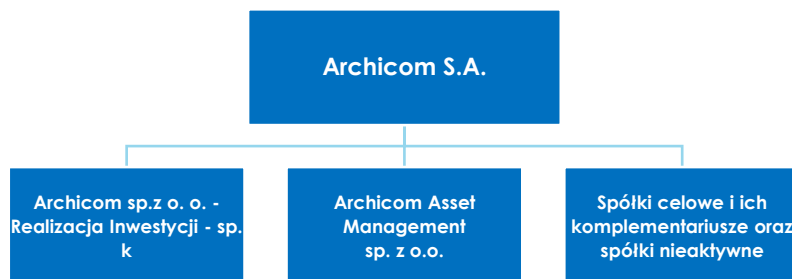 Archicom S.A.
Archicom sp.z o. o. -
Realizacja Inwestycji - sp.
k
Archicom Asset
Management
sp. z o.o.
Spółki celowe i ich
komplementariusze oraz
spółki nieaktywne